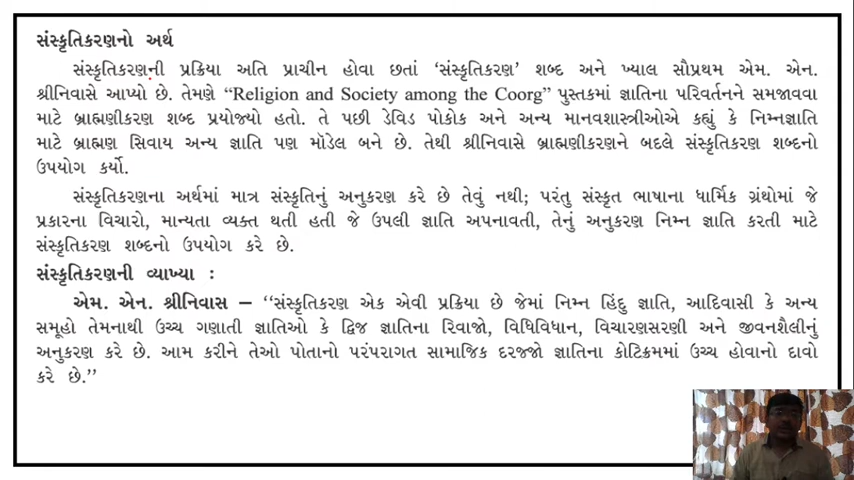 સંસ્કૃતિકરણનો અર્થ
સંસ્કૃતિકરણની પ્રક્રિયા અતિ પ્રાચીન હોવા છતાં ‘સંસ્કૃતિકરણ’ શબ્દ અને ખ્યાલ સૌપ્રથમ એમ. એન.
શ્રીનિવાસે આપ્યો છે. તેમણે “Religion and Society among the Coorg” પુસ્તકમાં જ્ઞાતિના પરિવર્તનને સમજાવવા
માટે બ્રાહ્મણીકરણ શબ્દ પ્રયોજ્યો હતો. તે પછી ડેવિડ પોકોક અને અન્ય માનવશાસ્ત્રીઓએ કહ્યું કે નિમ્નજ્ઞાતિ
માટે બ્રાહ્મણ સિવાય અન્ય જ્ઞાતિ પણ મૉડેલ બને છે. તેથી શ્રીનિવાસે બ્રાહ્મણીકરણને બદલે સંસ્કૃતિકરણ શબ્દનો
ઉપયોગ કર્યો.
સંસ્કૃતિકરણના અર્થમાં માત્ર સંસ્કૃતિનું અનુકરણ કરે છે તેવું નથી; પરંતુ સંસ્કૃત ભાષાના ધાર્મિક ગ્રંથોમાં જે
પ્રકારના વિચારો, માન્યતા વ્યક્ત થતી હતી જે ઉપલી જ્ઞાતિ અપનાવતી, તેનું અનુકરણ નિમ્ન જ્ઞાતિ કરતી માટે
સંસ્કૃતિકરણ શબ્દનો ઉપયોગ કરે છે.
સંસ્કૃતિકરણની વ્યાખ્યા :
એમ. એન. શ્રીનિવાસ – ‘‘સંસ્કૃતિકરણ એક એવી પ્રક્રિયા છે જેમાં નિમ્ન હિંદુ જ્ઞાતિ, આદિવાસી કે અન્ય
સમૂહો તેમનાથી ઉચ્ચ ગણાતી જ્ઞાતિઓ કે દ્વિજ જ્ઞાતિના રિવાજો, વિધિવિધાન, વિચારણસરણી અને જીવનશૈલીનું
અનુકરણ કરે છે. આમ કરીને તેઓ પોતાનો પરંપરાગત સામાજિક દરજ્જો જ્ઞાતિના કોટિક્રમમાં ઉચ્ચ હોવાનો દાવો
કરે છે.’’